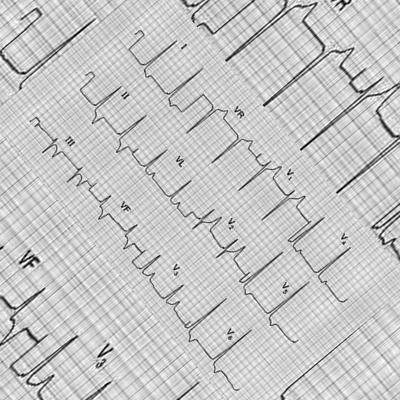 I VR V₁ V₄
II VL V₂ V₅
III VF V₃ V₆
R
VF V₃